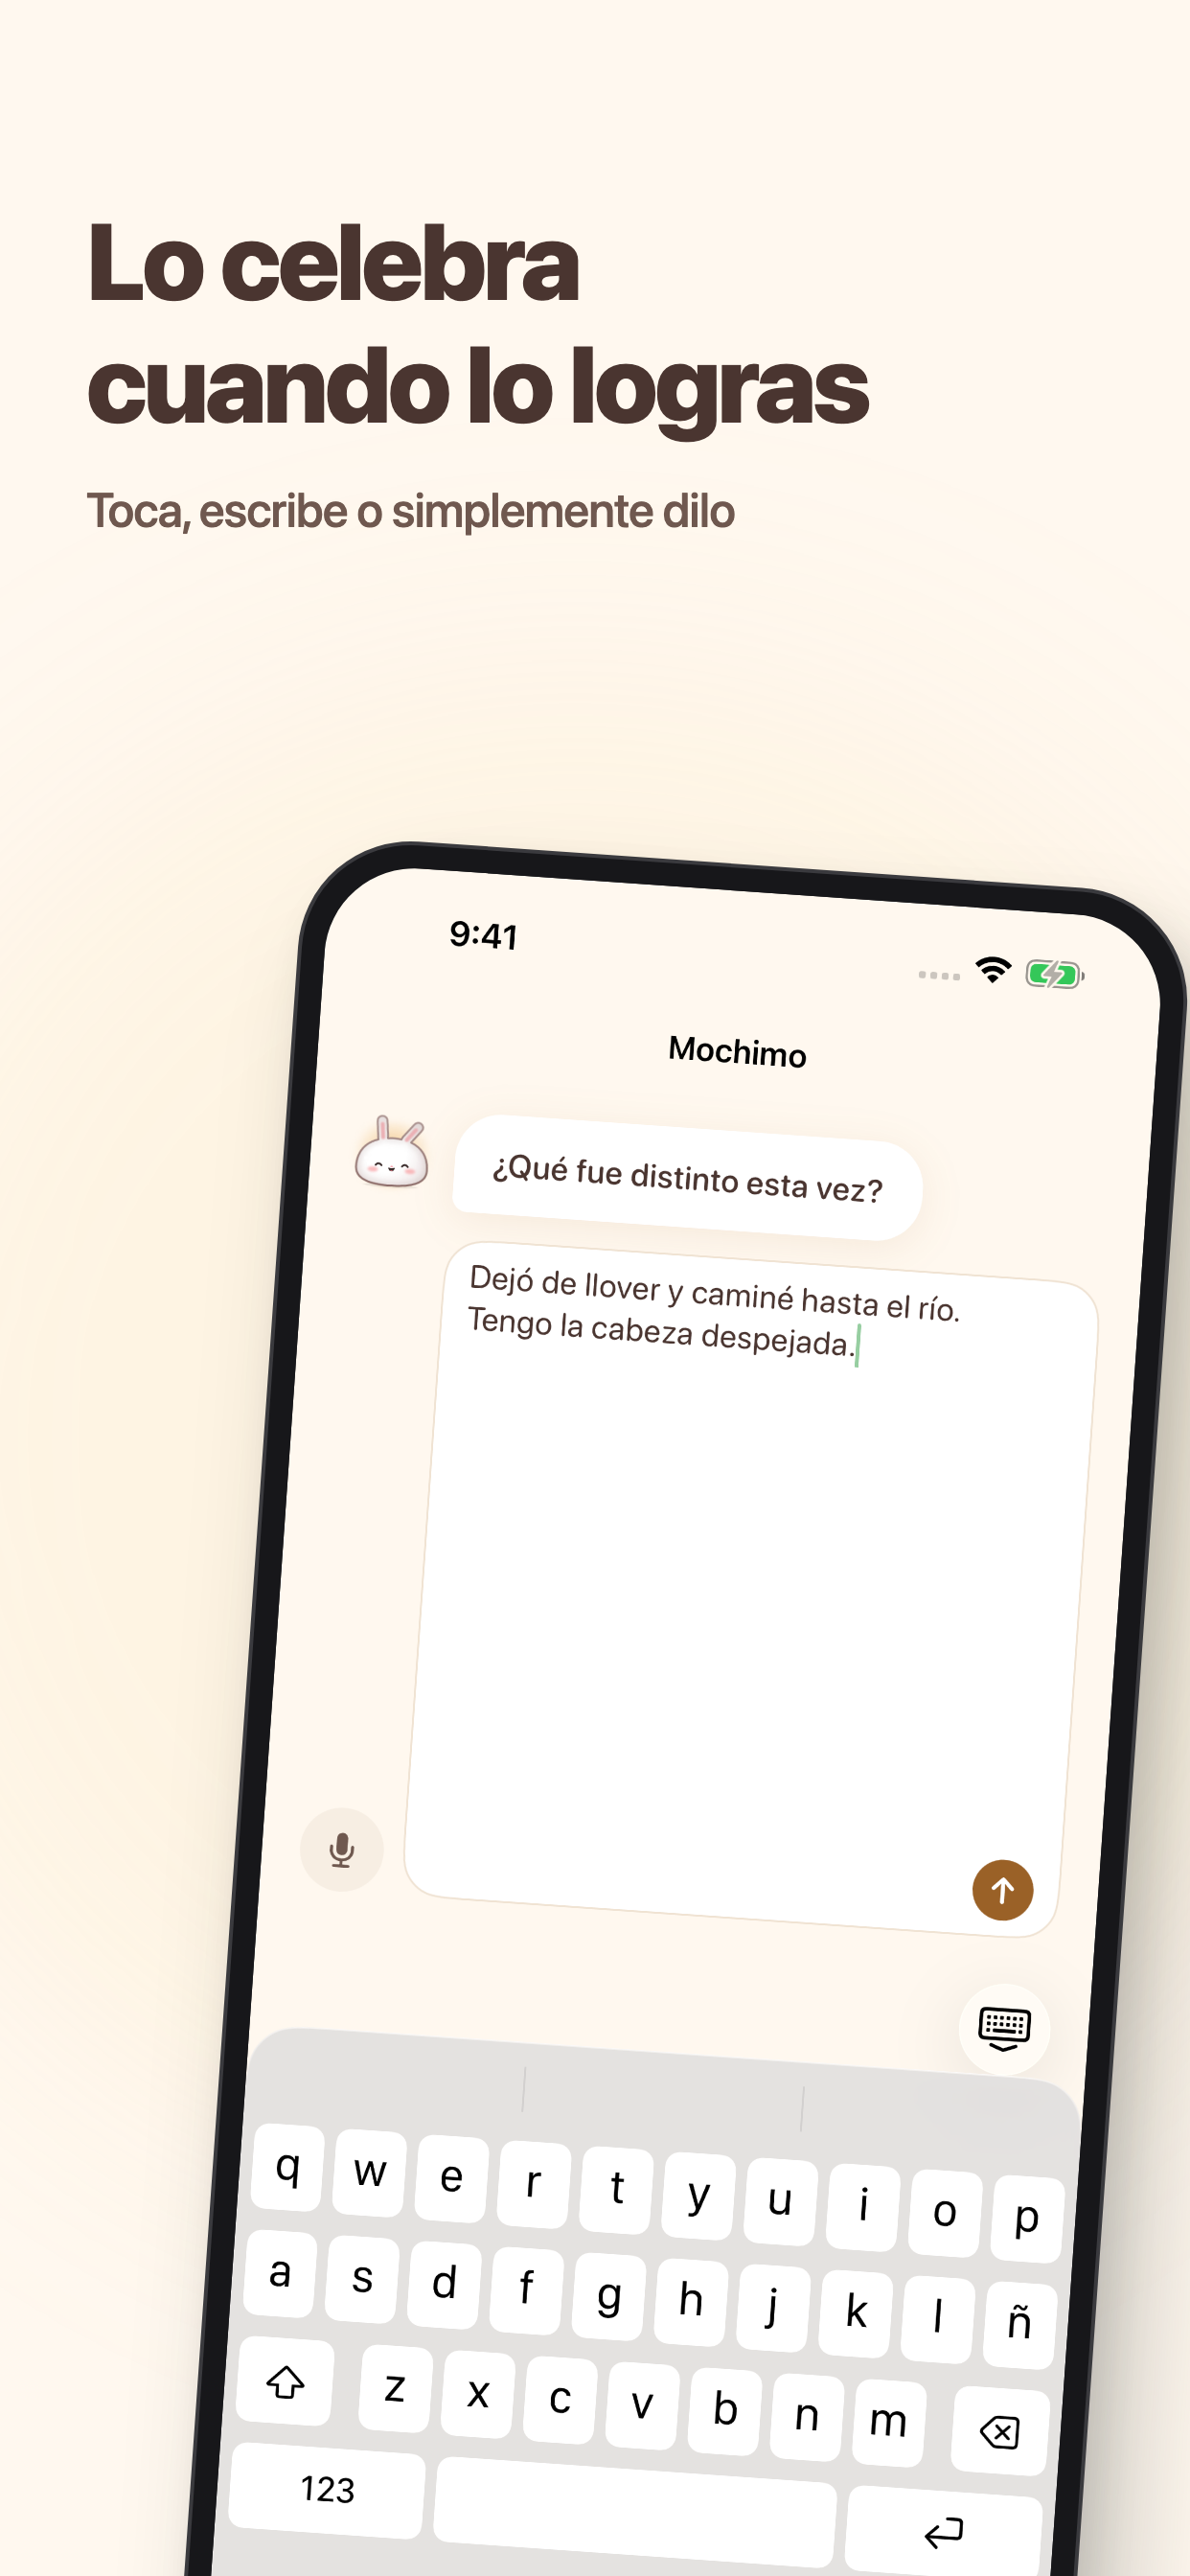 Lo celebra
cuando lo logras
Toca, escribe o simplemente dilo
9:41
Mochimo
¿Qué fue distinto esta vez?
Dejó de llover y caminé hasta el río.
Tengo la cabeza despejada.
q w e r t y u i o p
a s d f g h j k l ñ
z x c v b n m
123